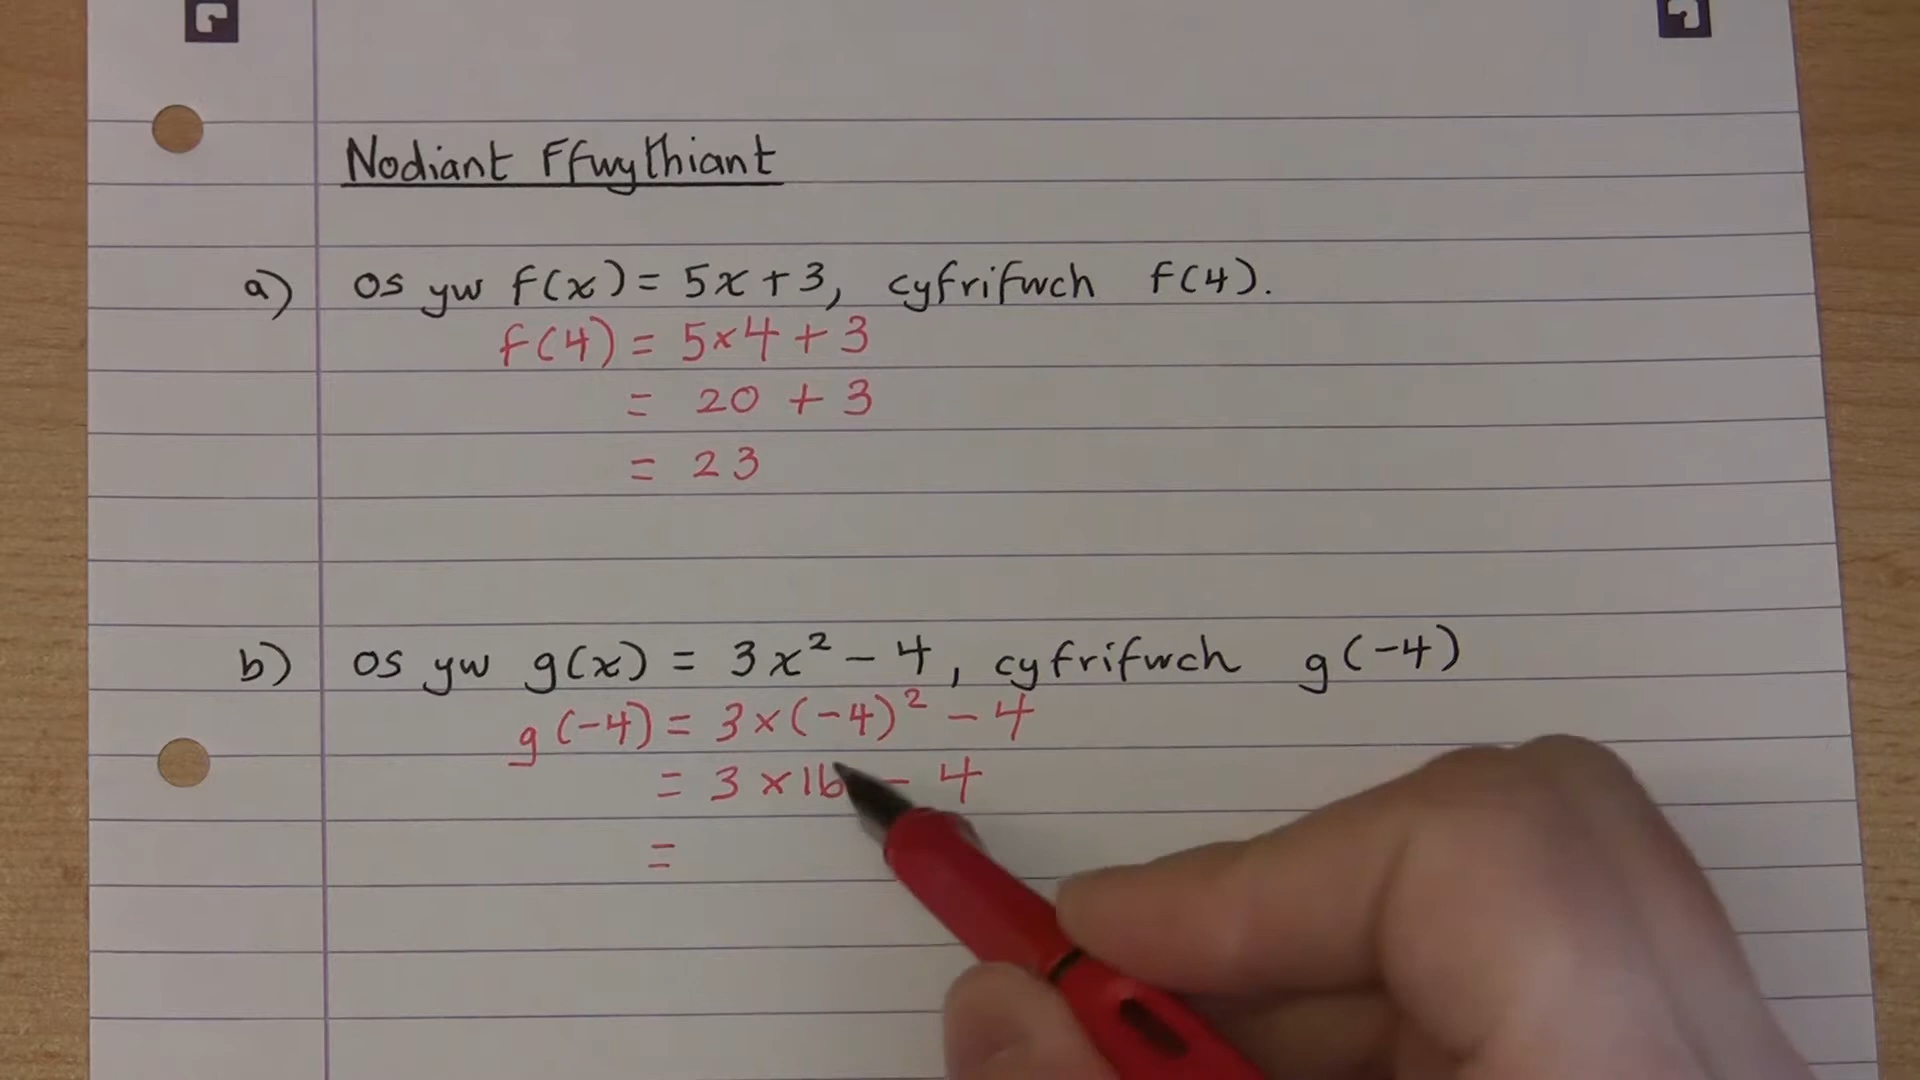 Nodiant Ffwythiant
a) Os yw f(x) = 5x + 3, cyfrifwch f(4).
f(4) = 5×4 + 3
= 20 + 3
= 23
b) Os yw g(x) = 3x² - 4, cyfrifwch g(-4)
g(-4) = 3×(-4)² - 4
= 3 × 16 - 4
=